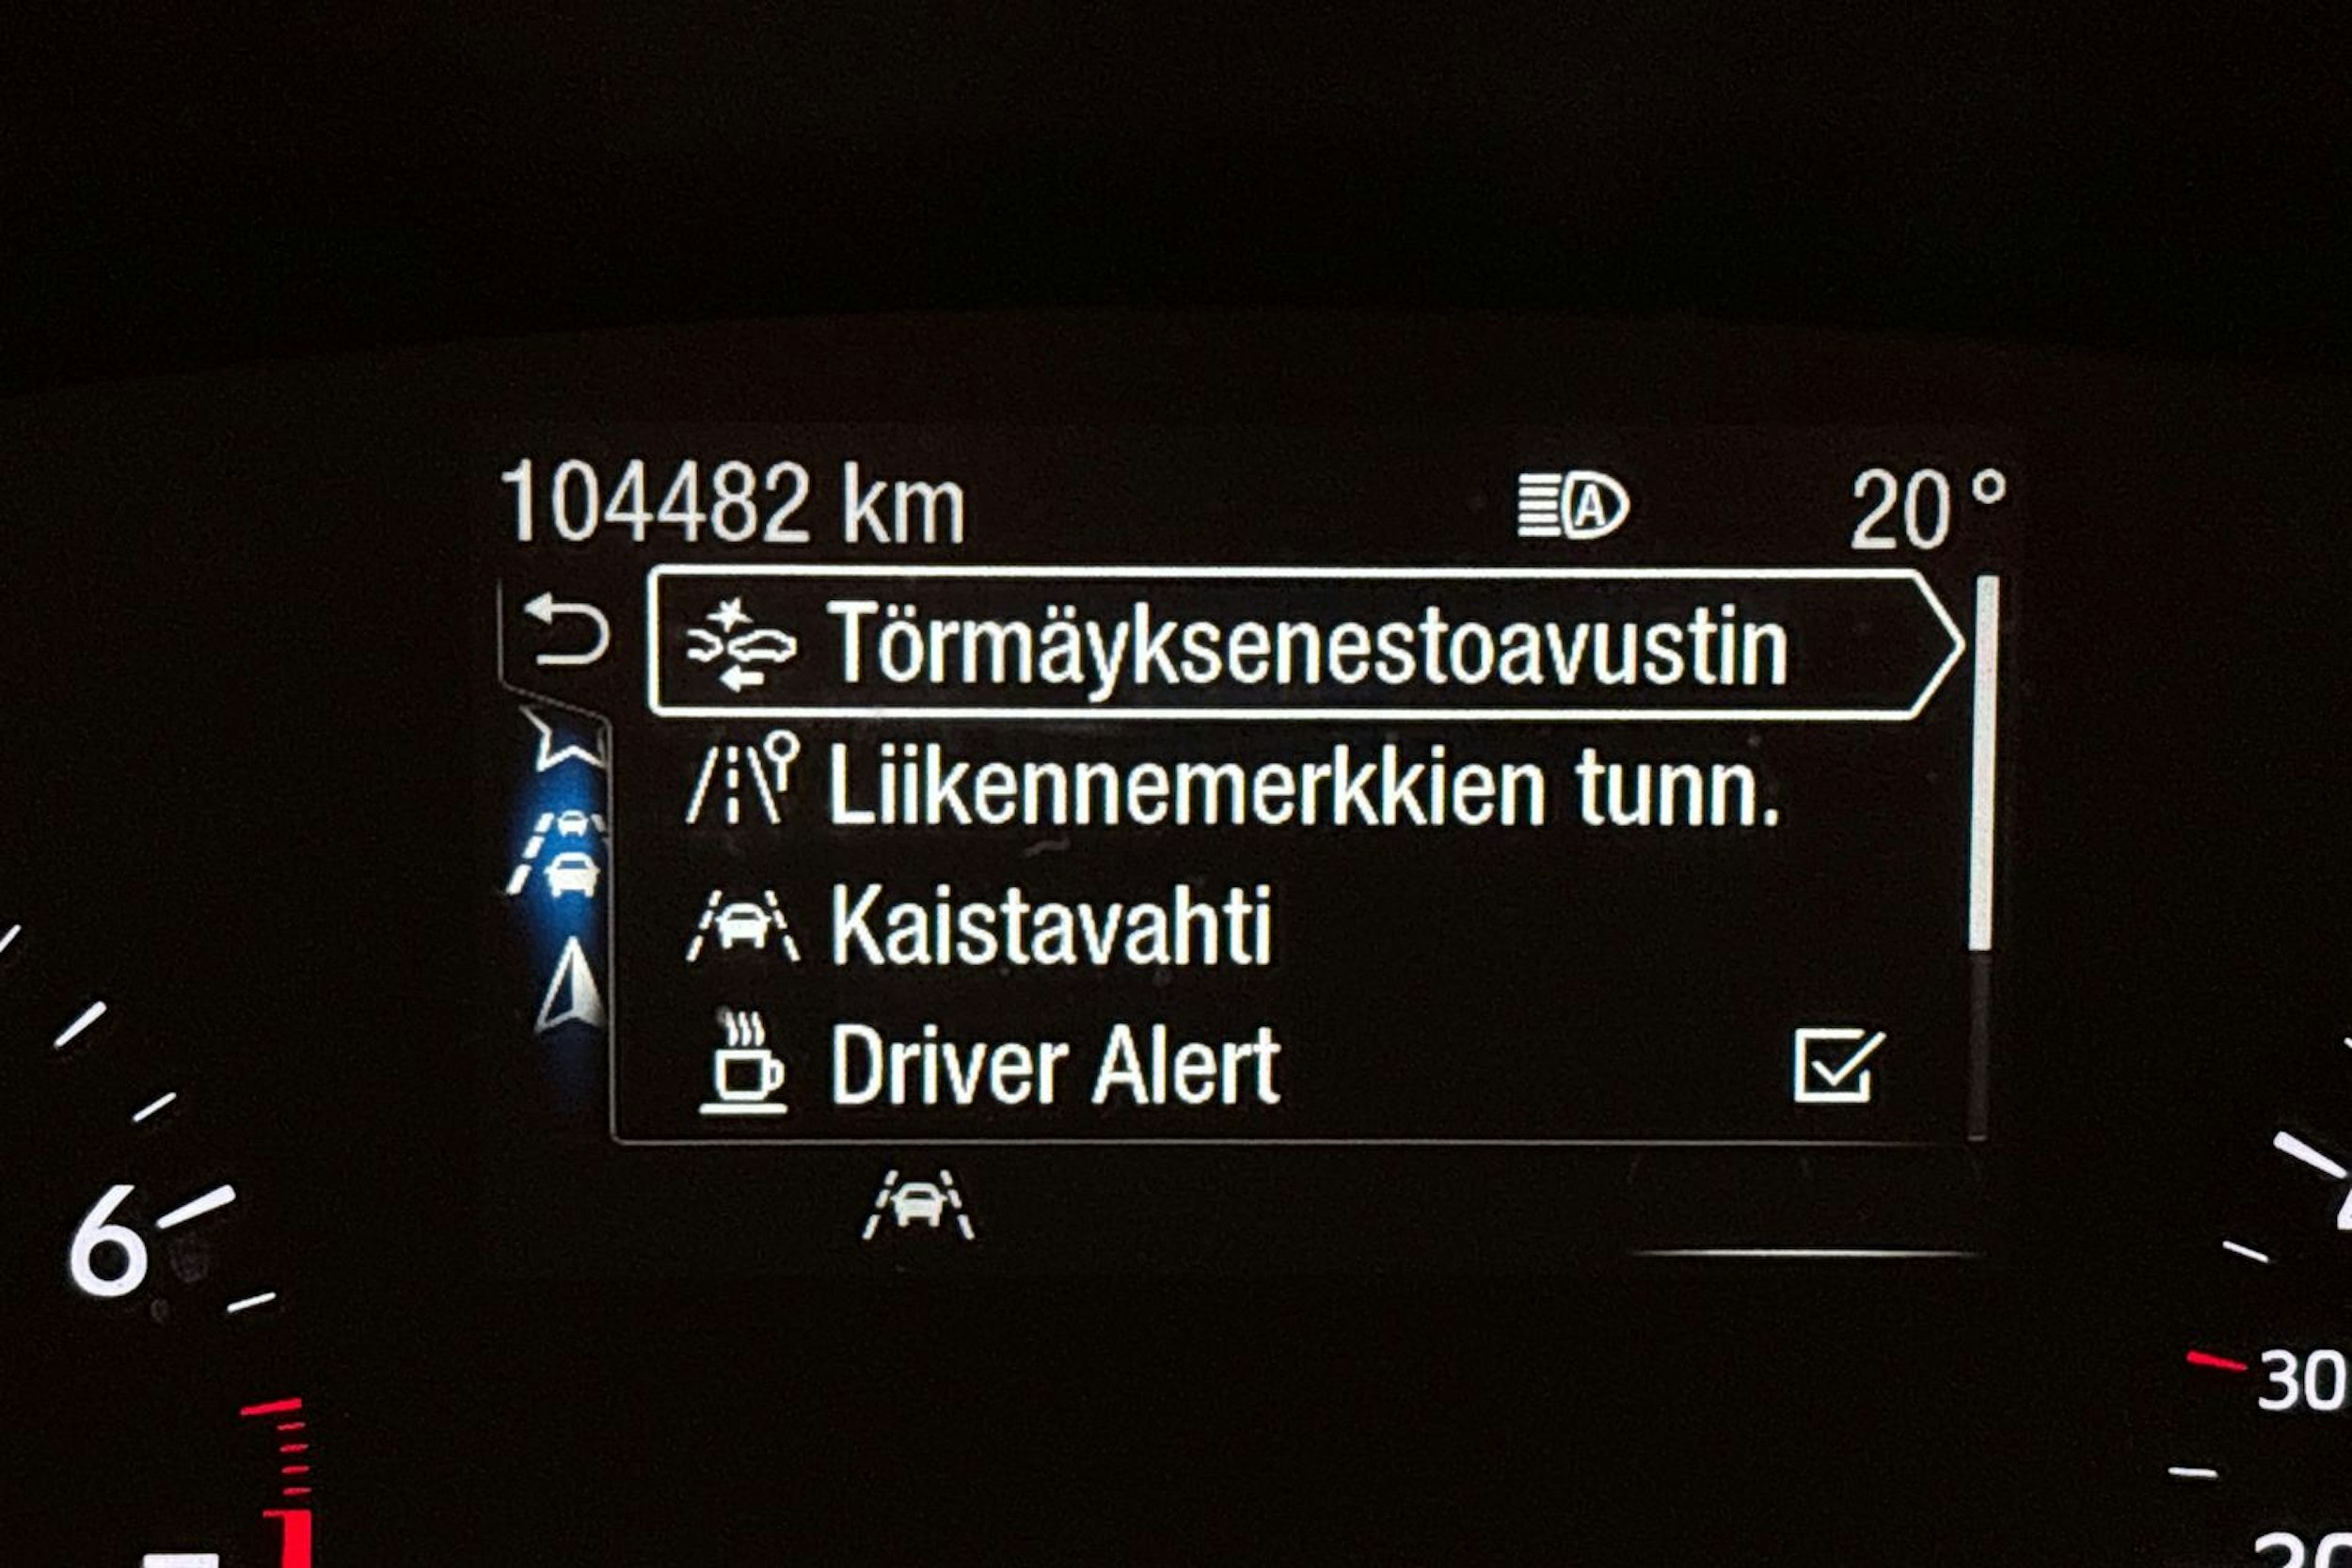 104482 km A 20°
Törmäyksenestoavustin
Liikennemerkkien tunn.
Kaistavahti
Driver Alert
6
30